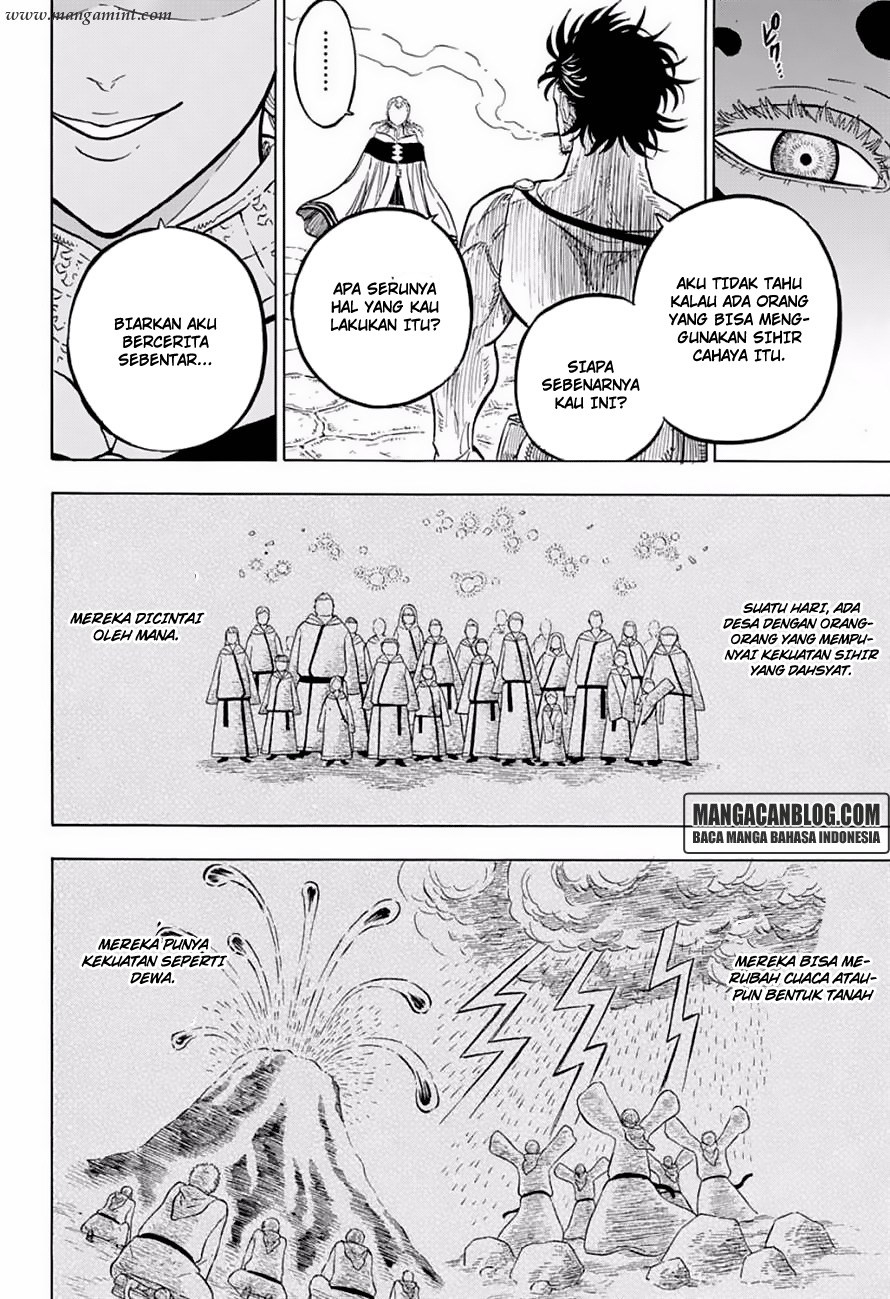 www.mangamint.com
ピク…
AKU TIDAK TAHU
KALAU ADA ORANG
YANG BISA MENG-
GUNAKAN SIHIR
CAHAYA ITU.
SIAPA
SEBENARNYA
KAU INI?
………
APA SERUNYA
HAL YANG KAU
LAKUKAN ITU?
BIARKAN AKU
BERCERITA
SEBENTAR...
SUATU HARI, ADA
DESA DENGAN ORANG-
ORANG YANG MEMPU-
NYAI KEKUATAN SIHIR
YANG DAHSYAT.
MEREKA DICINTAI
OLEH MANA.
MANGACANBLOG.COM
BACA MANGA BAHASA INDONESIA
MEREKA BISA ME-
RUBAH CUACA ATAU-
PUN BENTUK TANAH
MEREKA PUNYA
KEKUATAN SEPERTI
DEWA.